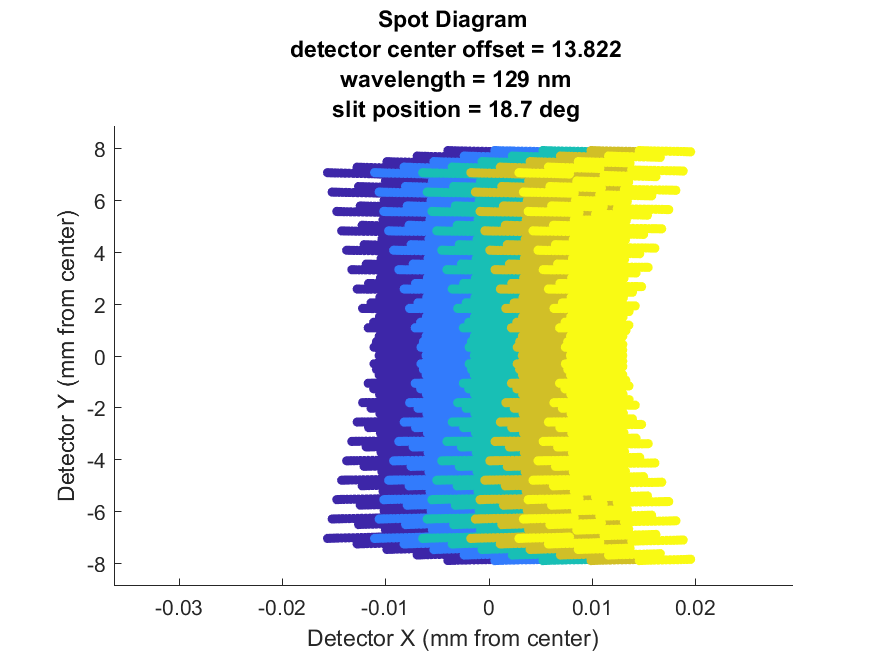 Spot Diagram
detector center offset = 13.822
wavelength = 129 nm
slit position = 18.7 deg
8
6
4
2
0
-2
-4
-6
-8
Detector Y (mm from center)
-0.03
-0.02
-0.01
0
0.01
0.02
Detector X (mm from center)